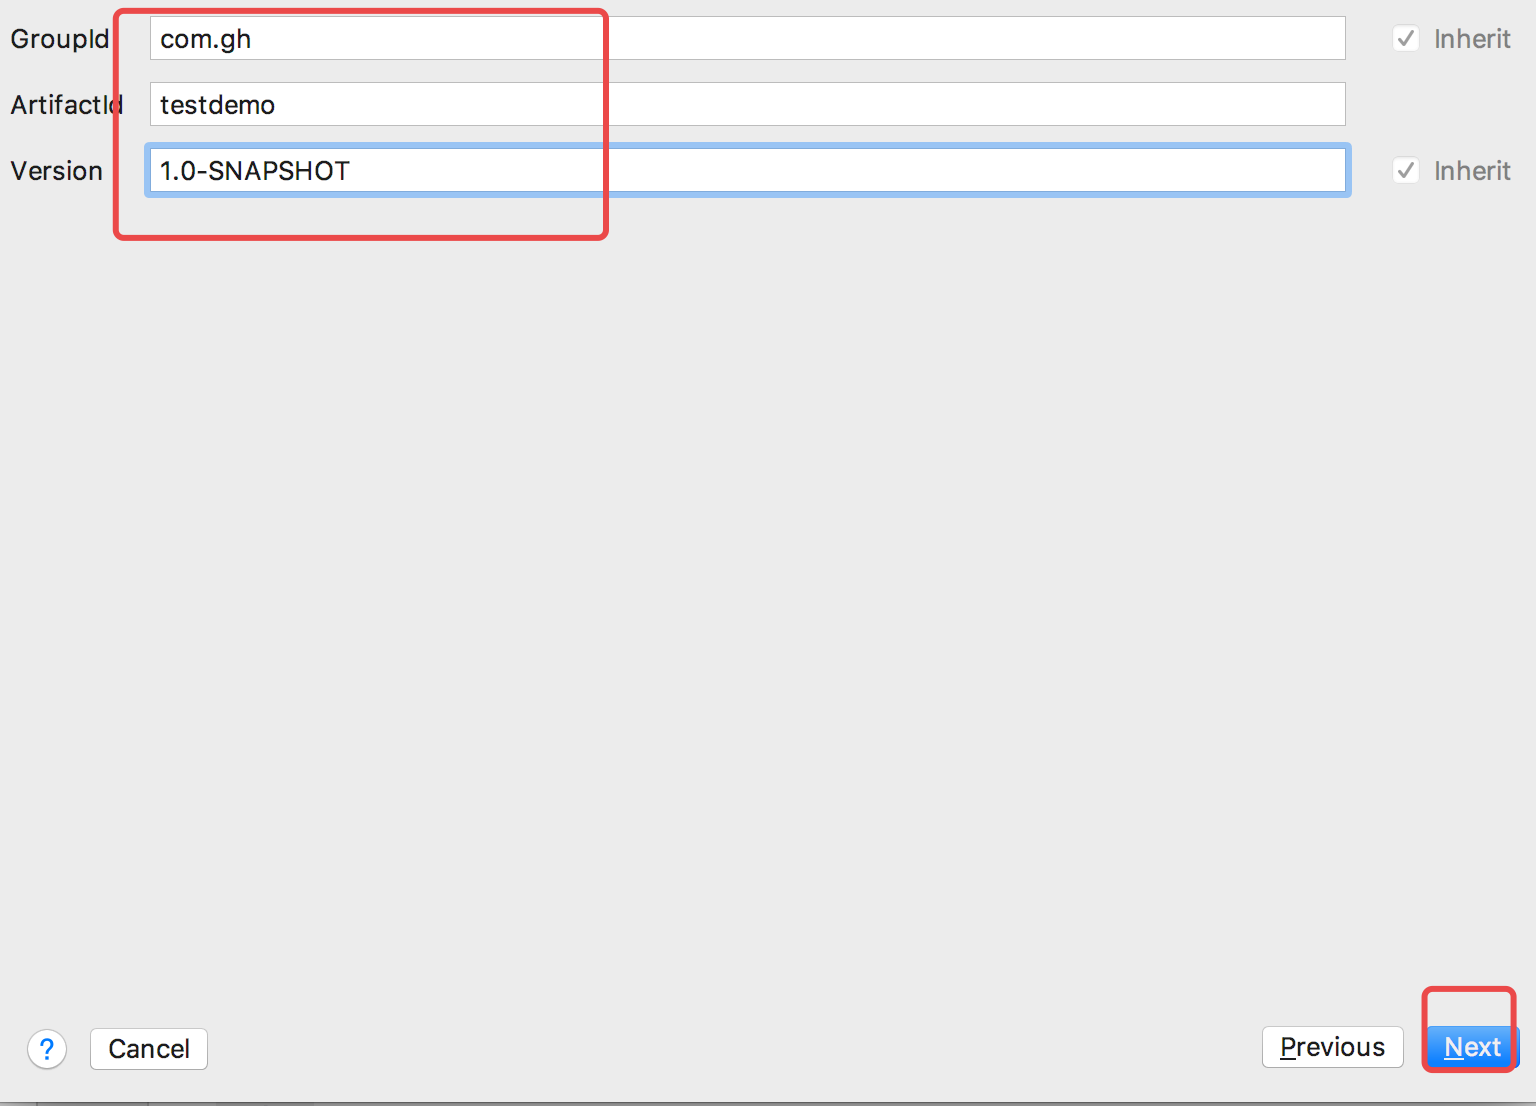 GroupId com.gh Inherit
ArtifactId testdemo
Version 1.0-SNAPSHOT Inherit
? Cancel Previous Next